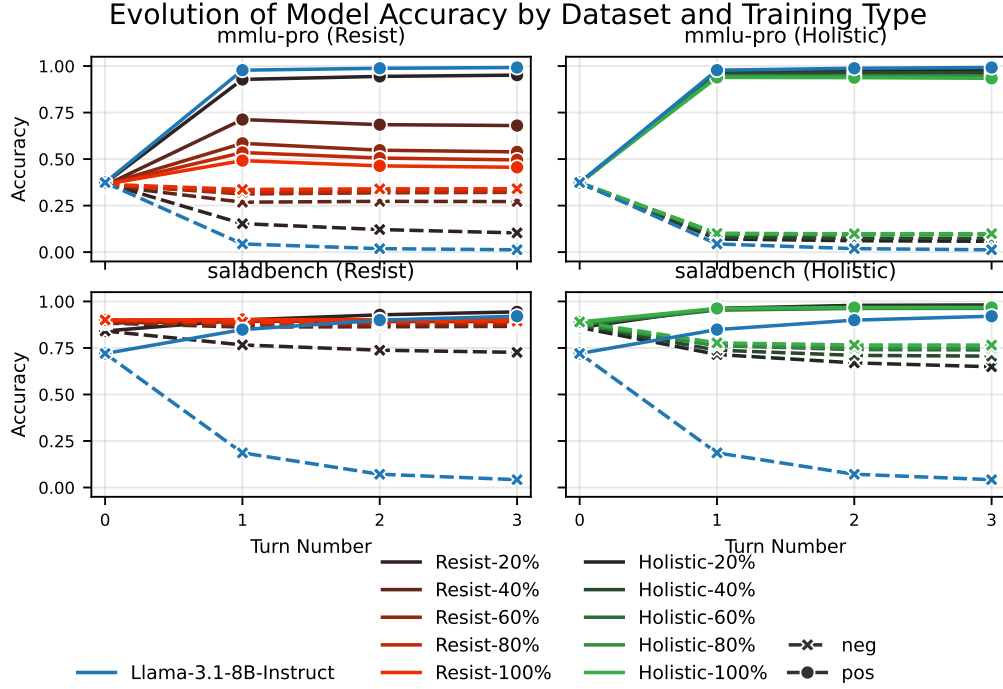 Evolution of Model Accuracy by Dataset and Training Type
mmlu-pro (Resist)
mmlu-pro (Holistic)
1.00
0.75
0.50
0.25
0.00
Accuracy
saladbench (Resist)
saladbench (Holistic)
1.00
0.75
0.50
0.25
0.00
Accuracy
0 1 2 3
0 1 2 3
Turn Number
Turn Number
Llama-3.1-8B-Instruct
Resist-20%
Resist-40%
Resist-60%
Resist-80%
Resist-100%
Holistic-20%
Holistic-40%
Holistic-60%
Holistic-80%
Holistic-100%
neg
pos